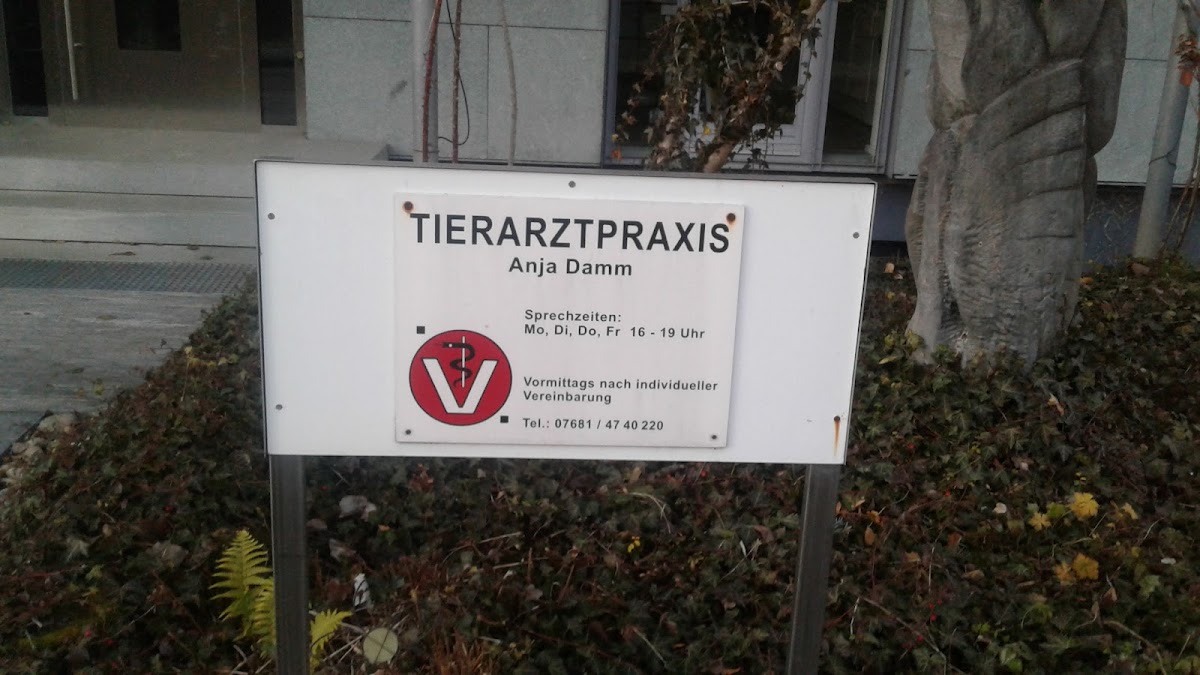 TIERARZTPRAXIS
Anja Damm
Sprechzeiten:
Mo, Di, Do, Fr 16 - 19 Uhr
V
Vormittags nach individueller
Vereinbarung
Tel.: 07681 / 47 40 220